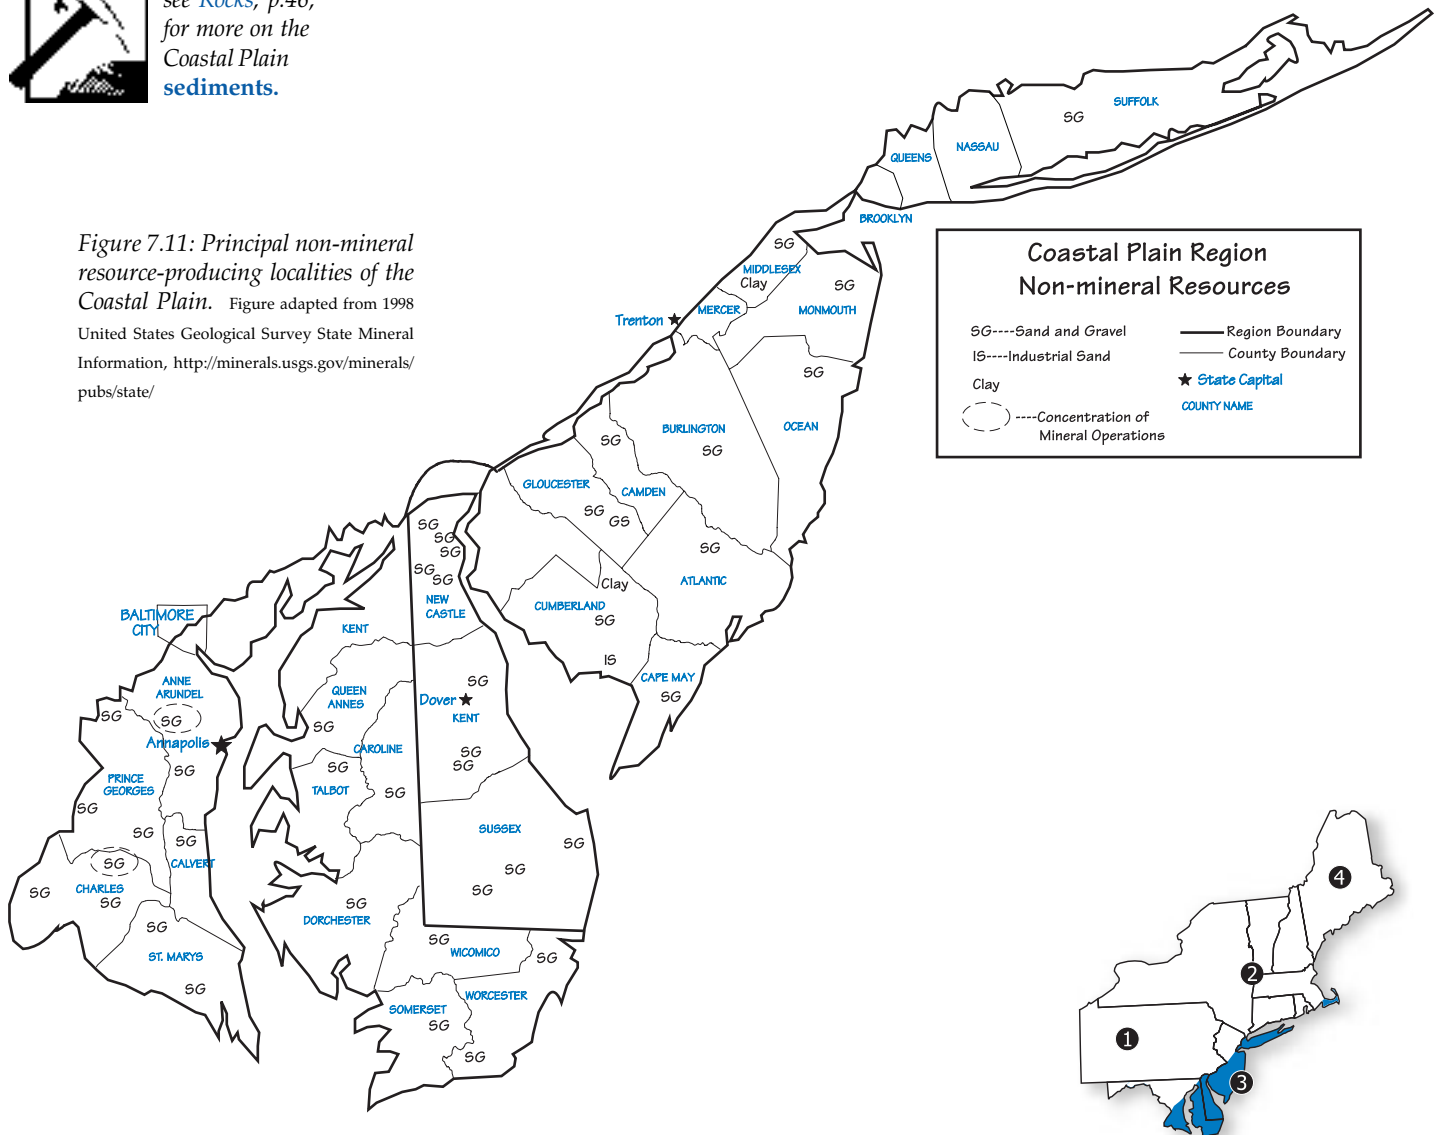 see Rocks, p.46,
for more on the
Coastal Plain
sediments.
Figure 7.11: Principal non-mineral
resource-producing localities of the
Coastal Plain. Figure adapted from 1998
United States Geological Survey State Mineral
Information, http://minerals.usgs.gov/minerals/
pubs/state/
Coastal Plain Region
Non-mineral Resources
SG----Sand and Gravel
IS----Industrial Sand
Clay
----Concentration of
Mineral Operations
Region Boundary
County Boundary
State Capital
COUNTY NAME
SUFFOLK
SG
NASSAU
QUEENS
BROOKLYN
SG
MIDDLESEX
Clay
SG
MERCER
MONMOUTH
Trenton
SG
OCEAN
BURLINGTON
SG
SG
GLOUCESTER
CAMDEN
SG
GS
SG
ATLANTIC
Clay
CUMBERLAND
SG
IS
CAPE MAY
SG
SG
SG
SG
SG
SG
NEW
CASTLE
BALTIMORE
CITY
KENT
ANNE
ARUNDEL
SG
SG
Annapolis
QUEEN
ANNES
SG
SG
Dover
KENT
CAROLINE
SG
SG
SG
SG
PRINCE
GEORGES
SG
TALBOT
SG
SG
SG
SG
CALVERT
SUSSEX
SG
SG
SG
SG
CHARLES
SG
SG
SG
DORCHESTER
SG
ST. MARYS
SG
SG
WICOMICO
SG
WORCESTER
SOMERSET
SG
SG
4
2
1
3